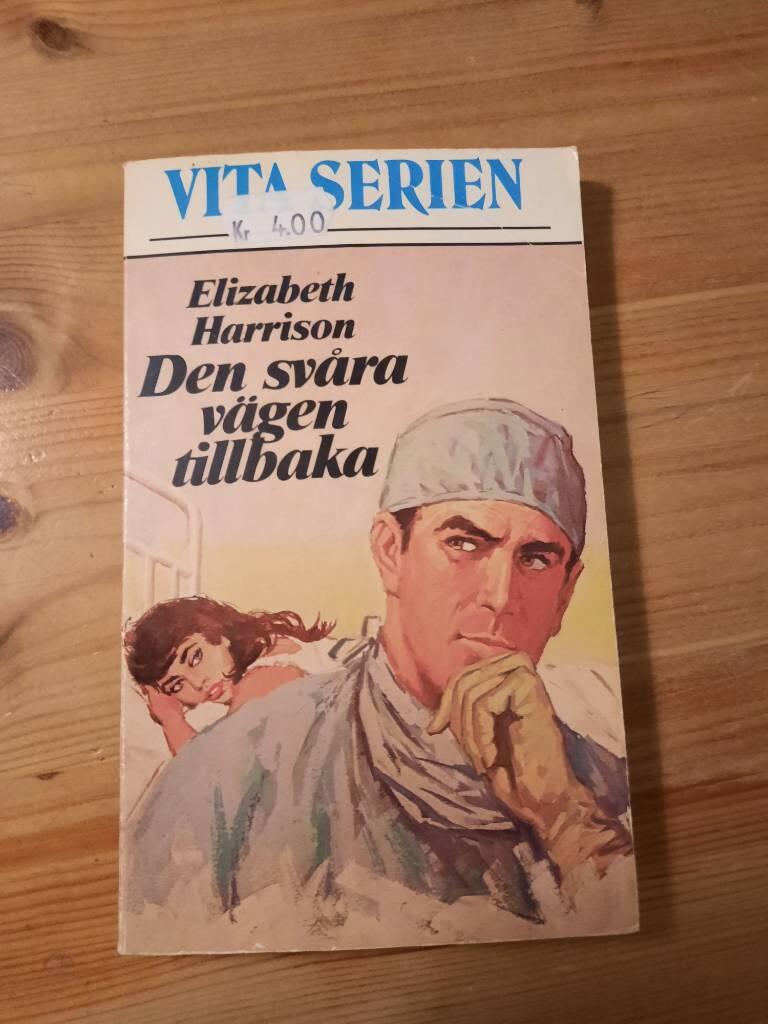 VITA SERIEN
Kr 4.00
Elizabeth
Harrison
Den svåra
vägen
tillbaka